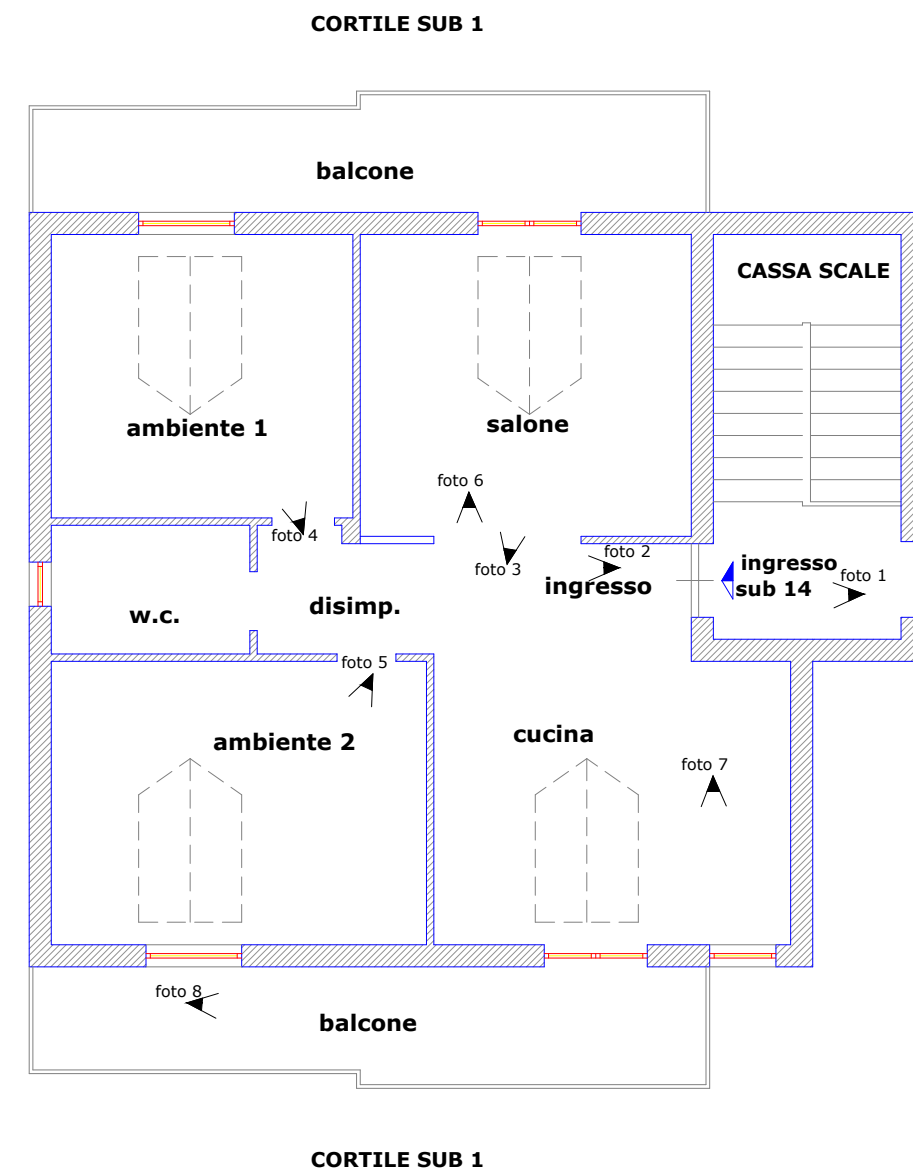 CORTILE SUB 1
balcone
CASSA SCALE
ambiente 1
salone
foto 6
foto 4
foto 2
foto 3
ingresso
ingresso
sub 14
foto 1
disimp.
w.c.
foto 5
ambiente 2
cucina
foto 7
foto 8
balcone
CORTILE SUB 1